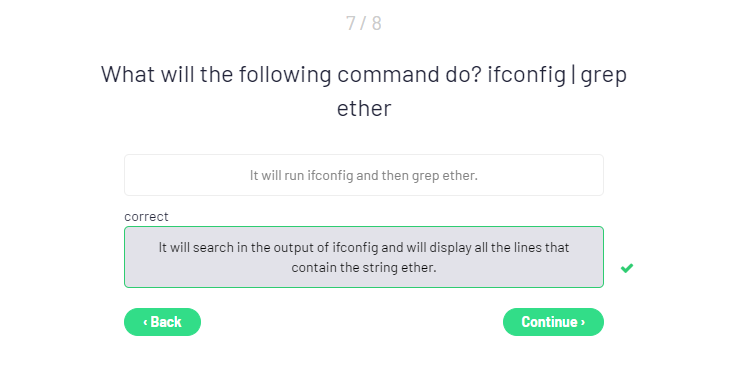 7 / 8
What will the following command do? ifconfig | grep
ether
It will run ifconfig and then grep ether.
correct
It will search in the output of ifconfig and will display all the lines that
contain the string ether.
‹ Back
Continue ›